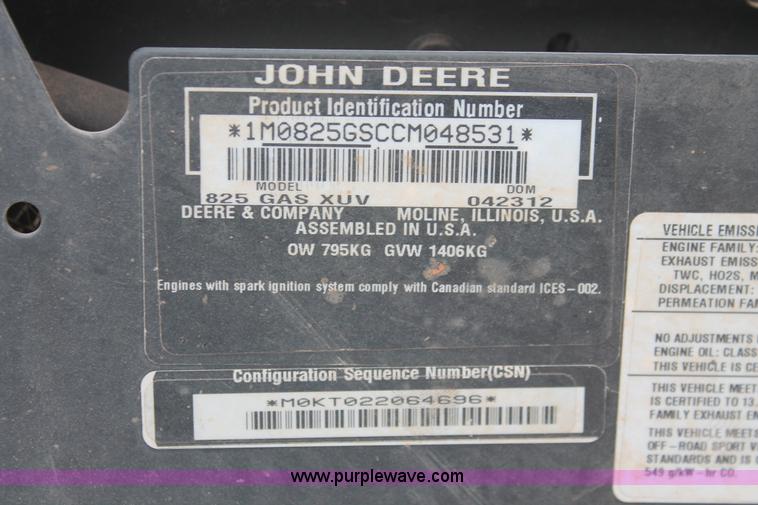 JOHN DEERE
Product Identification Number
*1M0825GSCCM048531*
MODEL DOM
825 GAS XUV 042312
DEERE & COMPANY MOLINE, ILLINOIS, U.S.A.
ASSEMBLED IN U.S.A.
OW 795KG GVW 1406KG
Engines with spark ignition system comply with Canadian standard ICES-002.
Configuration Sequence Number(CSN)
*M0KT022064696*
VEHICLE EMISS
ENGINE FAMILY:
EXHAUST EMISS
TWC, HO2S, M
DISPLACEMENT:
PERMEATION FA
NO ADJUSTMENTS
ENGINE OIL: CLASS
THIS VEHICLE IS CE
THIS VEHICLE MEET
IS CERTIFIED TO 13.
FAMILY EXHAUST EM
THIS VEHICLE MEETS
OFF-ROAD SPORT V
STANDARDS AND IS
549 g/kW-hr CO.
www.purplewave.com